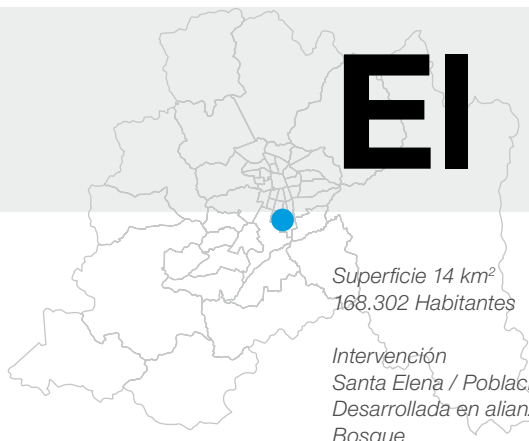 El
Superficie 14 km²
168.302 Habitantes
Intervención
Santa Elena /
Desarrollada en
Bosque